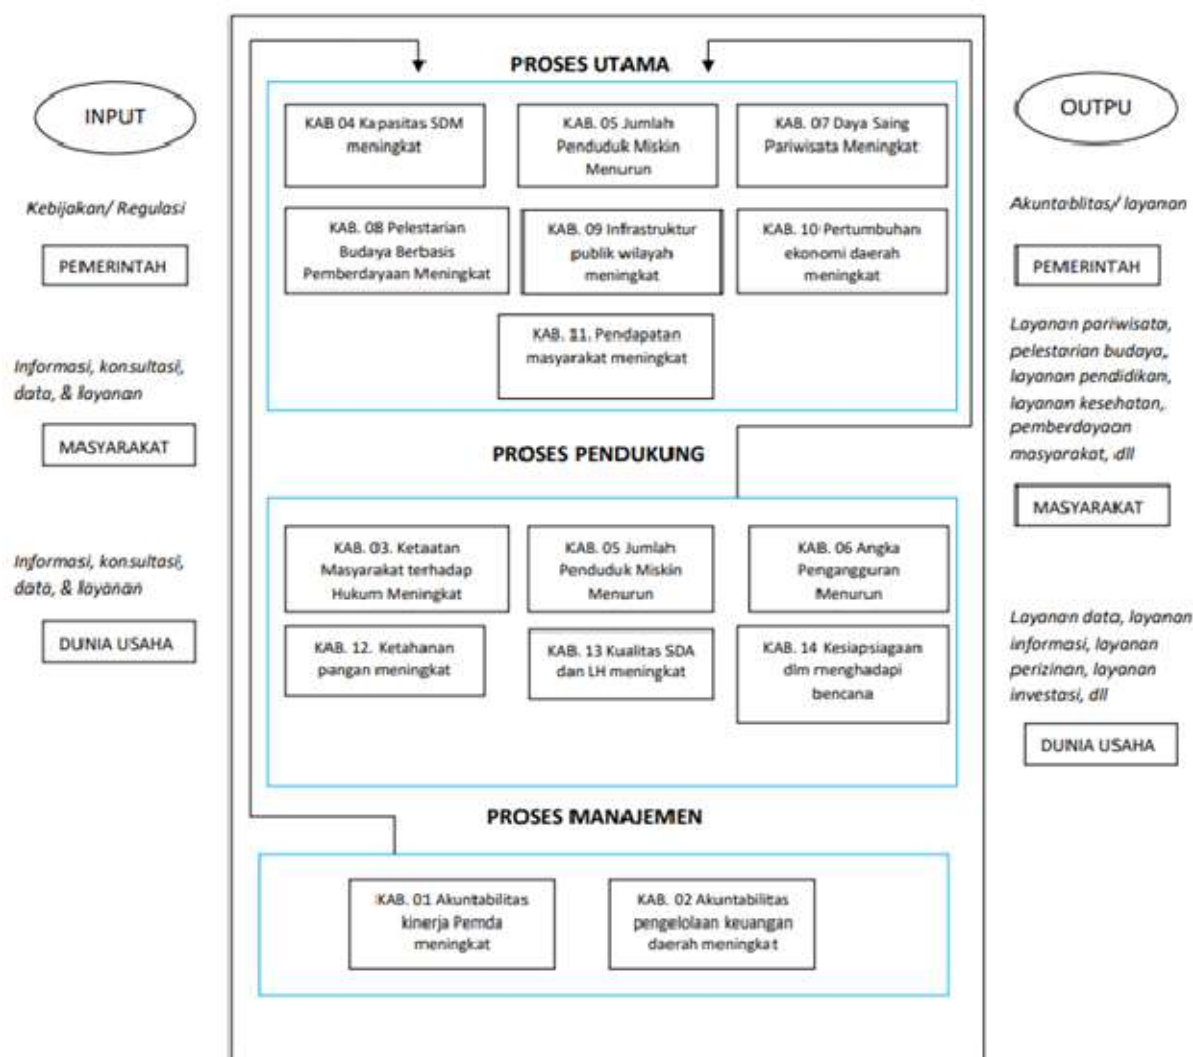 INPUT
Kebijakan/ Regulasi
PEMERINTAH
Informasi, konsultasi,
data, & layanan
MASYARAKAT
Informasi, konsultasi,
data, & layanan
DUNIA USAHA
PROSES UTAMA
KAB 04 Kapasitas SDM
meningkat
KAB. 05 Jumlah
Penduduk Miskin
Menurun
KAB. 07 Daya Saing
Pariwisata Meningkat
KAB. 08 Pelestarian
Budaya Berbasis
Pemberdayaan Meningkat
KAB. 09 Infrastruktur
publik wilayah
meningkat
KAB. 10 Pertumbuhan
ekonomi daerah
meningkat
KAB. 11. Pendapatan
masyarakat meningkat
PROSES PENDUKUNG
KAB. 03. Ketaatan
Masyarakat terhadap
Hukum Meningkat
KAB. 05 Jumlah
Penduduk Miskin
Menurun
KAB. 06 Angka
Pengangguran
Menurun
KAB. 12. Ketahanan
pangan meningkat
KAB. 13 Kualitas SDA
dan LH meningkat
KAB. 14 Kesiapsiagaan
dlm menghadapi
bencana
PROSES MANAJEMEN
KAB. 01 Akuntabilitas
kinerja Pemda
meningkat
KAB. 02 Akuntabilitas
pengelolaan keuangan
daerah meningkat
OUTPU
Akuntablitas/ layanan
PEMERINTAH
Layanan pariwisata,
pelestarian budaya,
layanan pendidikan,
layanan kesehatan,
pemberdayaan
masyarakat, dll
MASYARAKAT
Layanan data, layanan
informasi, layanan
perizinan, layanan
investasi, dll
DUNIA USAHA